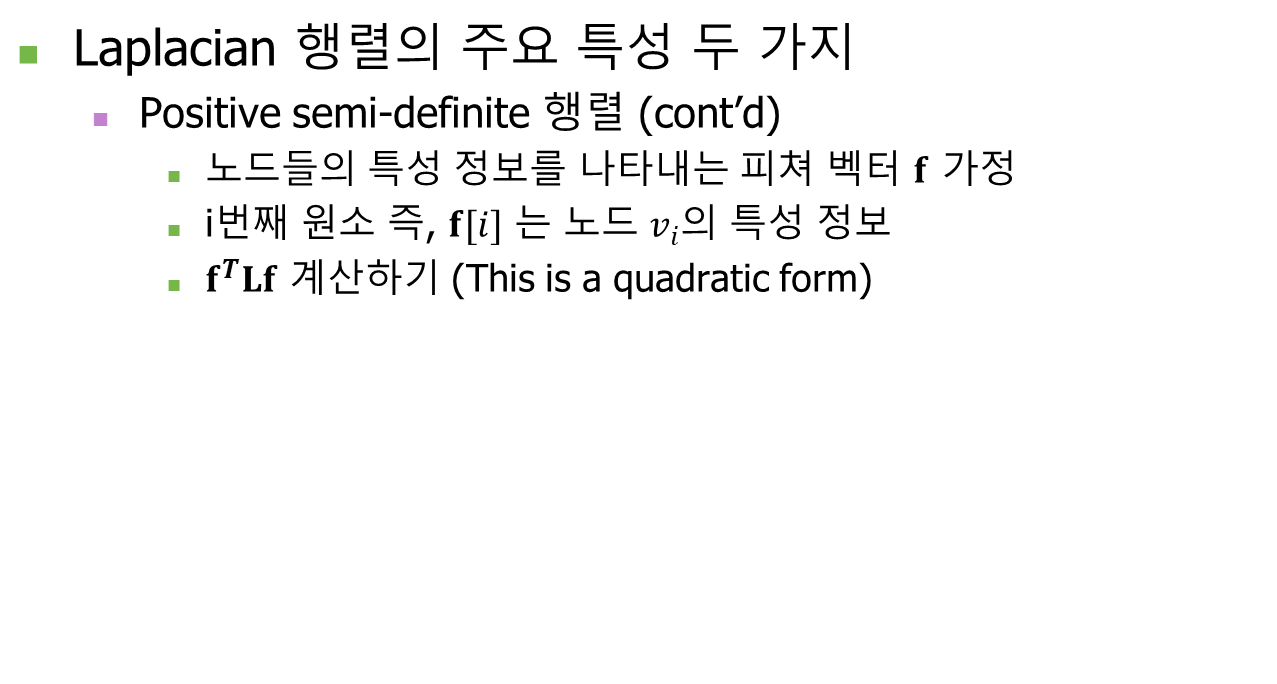 Laplacian 행렬의 주요 특성 두 가지
Positive semi-definite 행렬 (cont’d)
노드들의 특성 정보를 나타내는 피쳐 벡터 𝐟 가정
i번째 원소 즉, 𝐟[𝑖] 는 노드 𝑣ᵢ의 특성 정보
𝐟ᵀ𝐋𝐟 계산하기 (This is a quadratic form)